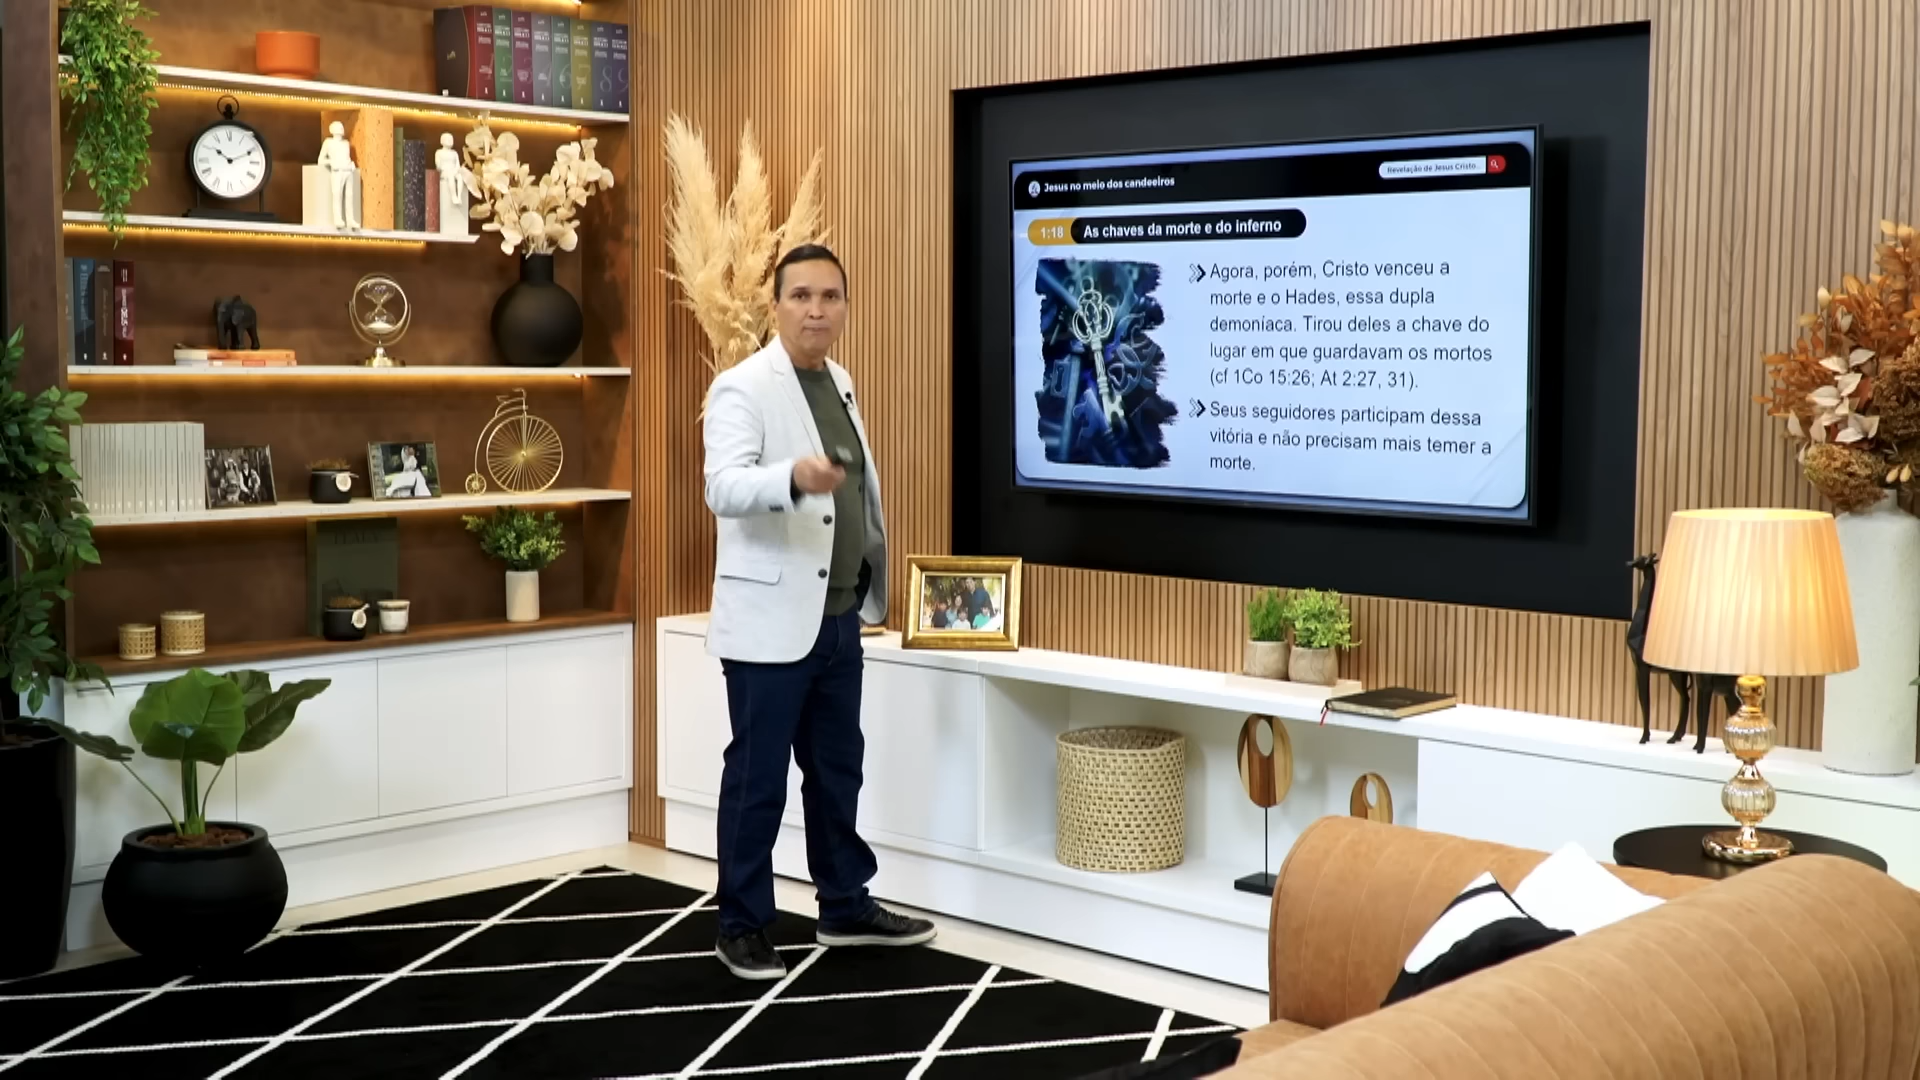 Jesus no meio dos candeeiros
Revelação de Jesus Cristo...
1:18 As chaves da morte e do inferno
Agora, porém, Cristo venceu a
morte e o Hades, essa dupla
demoníaca. Tirou deles a chave do
lugar em que guardavam os mortos
(cf 1Co 15:26; At 2:27, 31).
Seus seguidores participam dessa
vitória e não precisam mais temer a
morte.